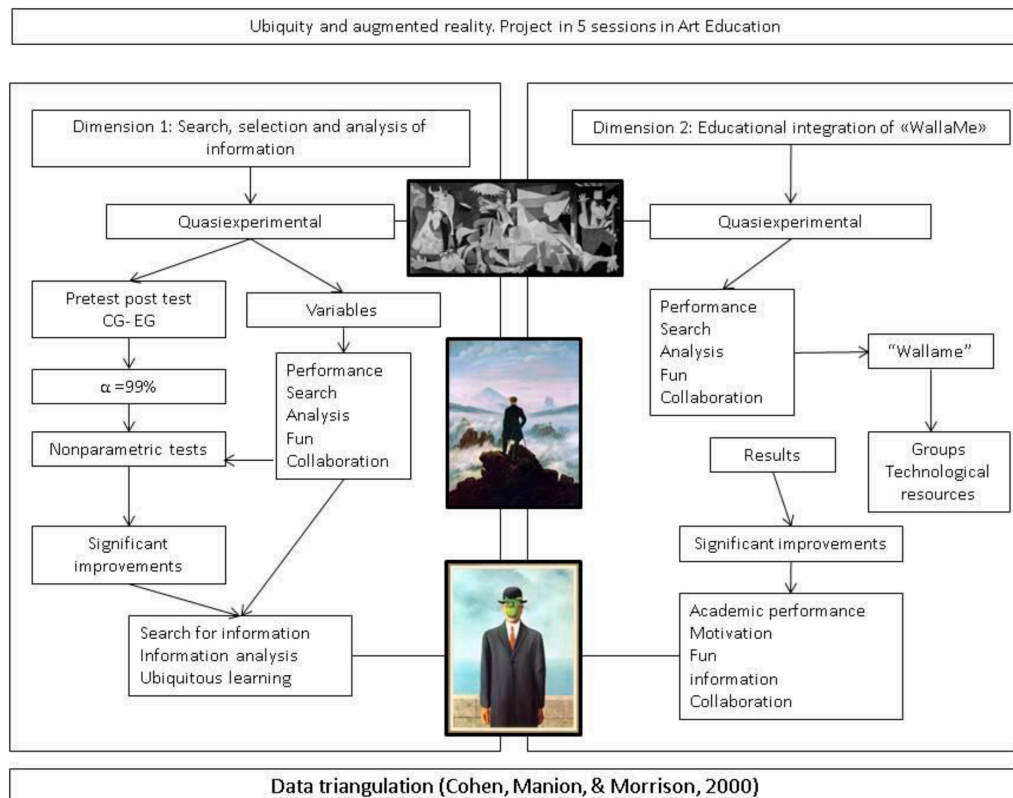 Ubiquity and augmented reality. Project in 5 sessions in Art Education
Dimension 1: Search, selection and analysis of
information
Quasiexperimental
Pretest post test
CG- EG
Variables
α =99%
Performance
Search
Analysis
Fun
Collaboration
Nonparametric tests
Significant
improvements
Search for information
Information analysis
Ubiquitous learning
Dimension 2: Educational integration of «WallaMe»
Quasiexperimental
Performance
Search
Analysis
Fun
Collaboration
“Wallame”
Groups
Technological
resources
Results
Significant improvements
Academic performance
Motivation
Fun
information
Collaboration
Data triangulation (Cohen, Manion, & Morrison, 2000)